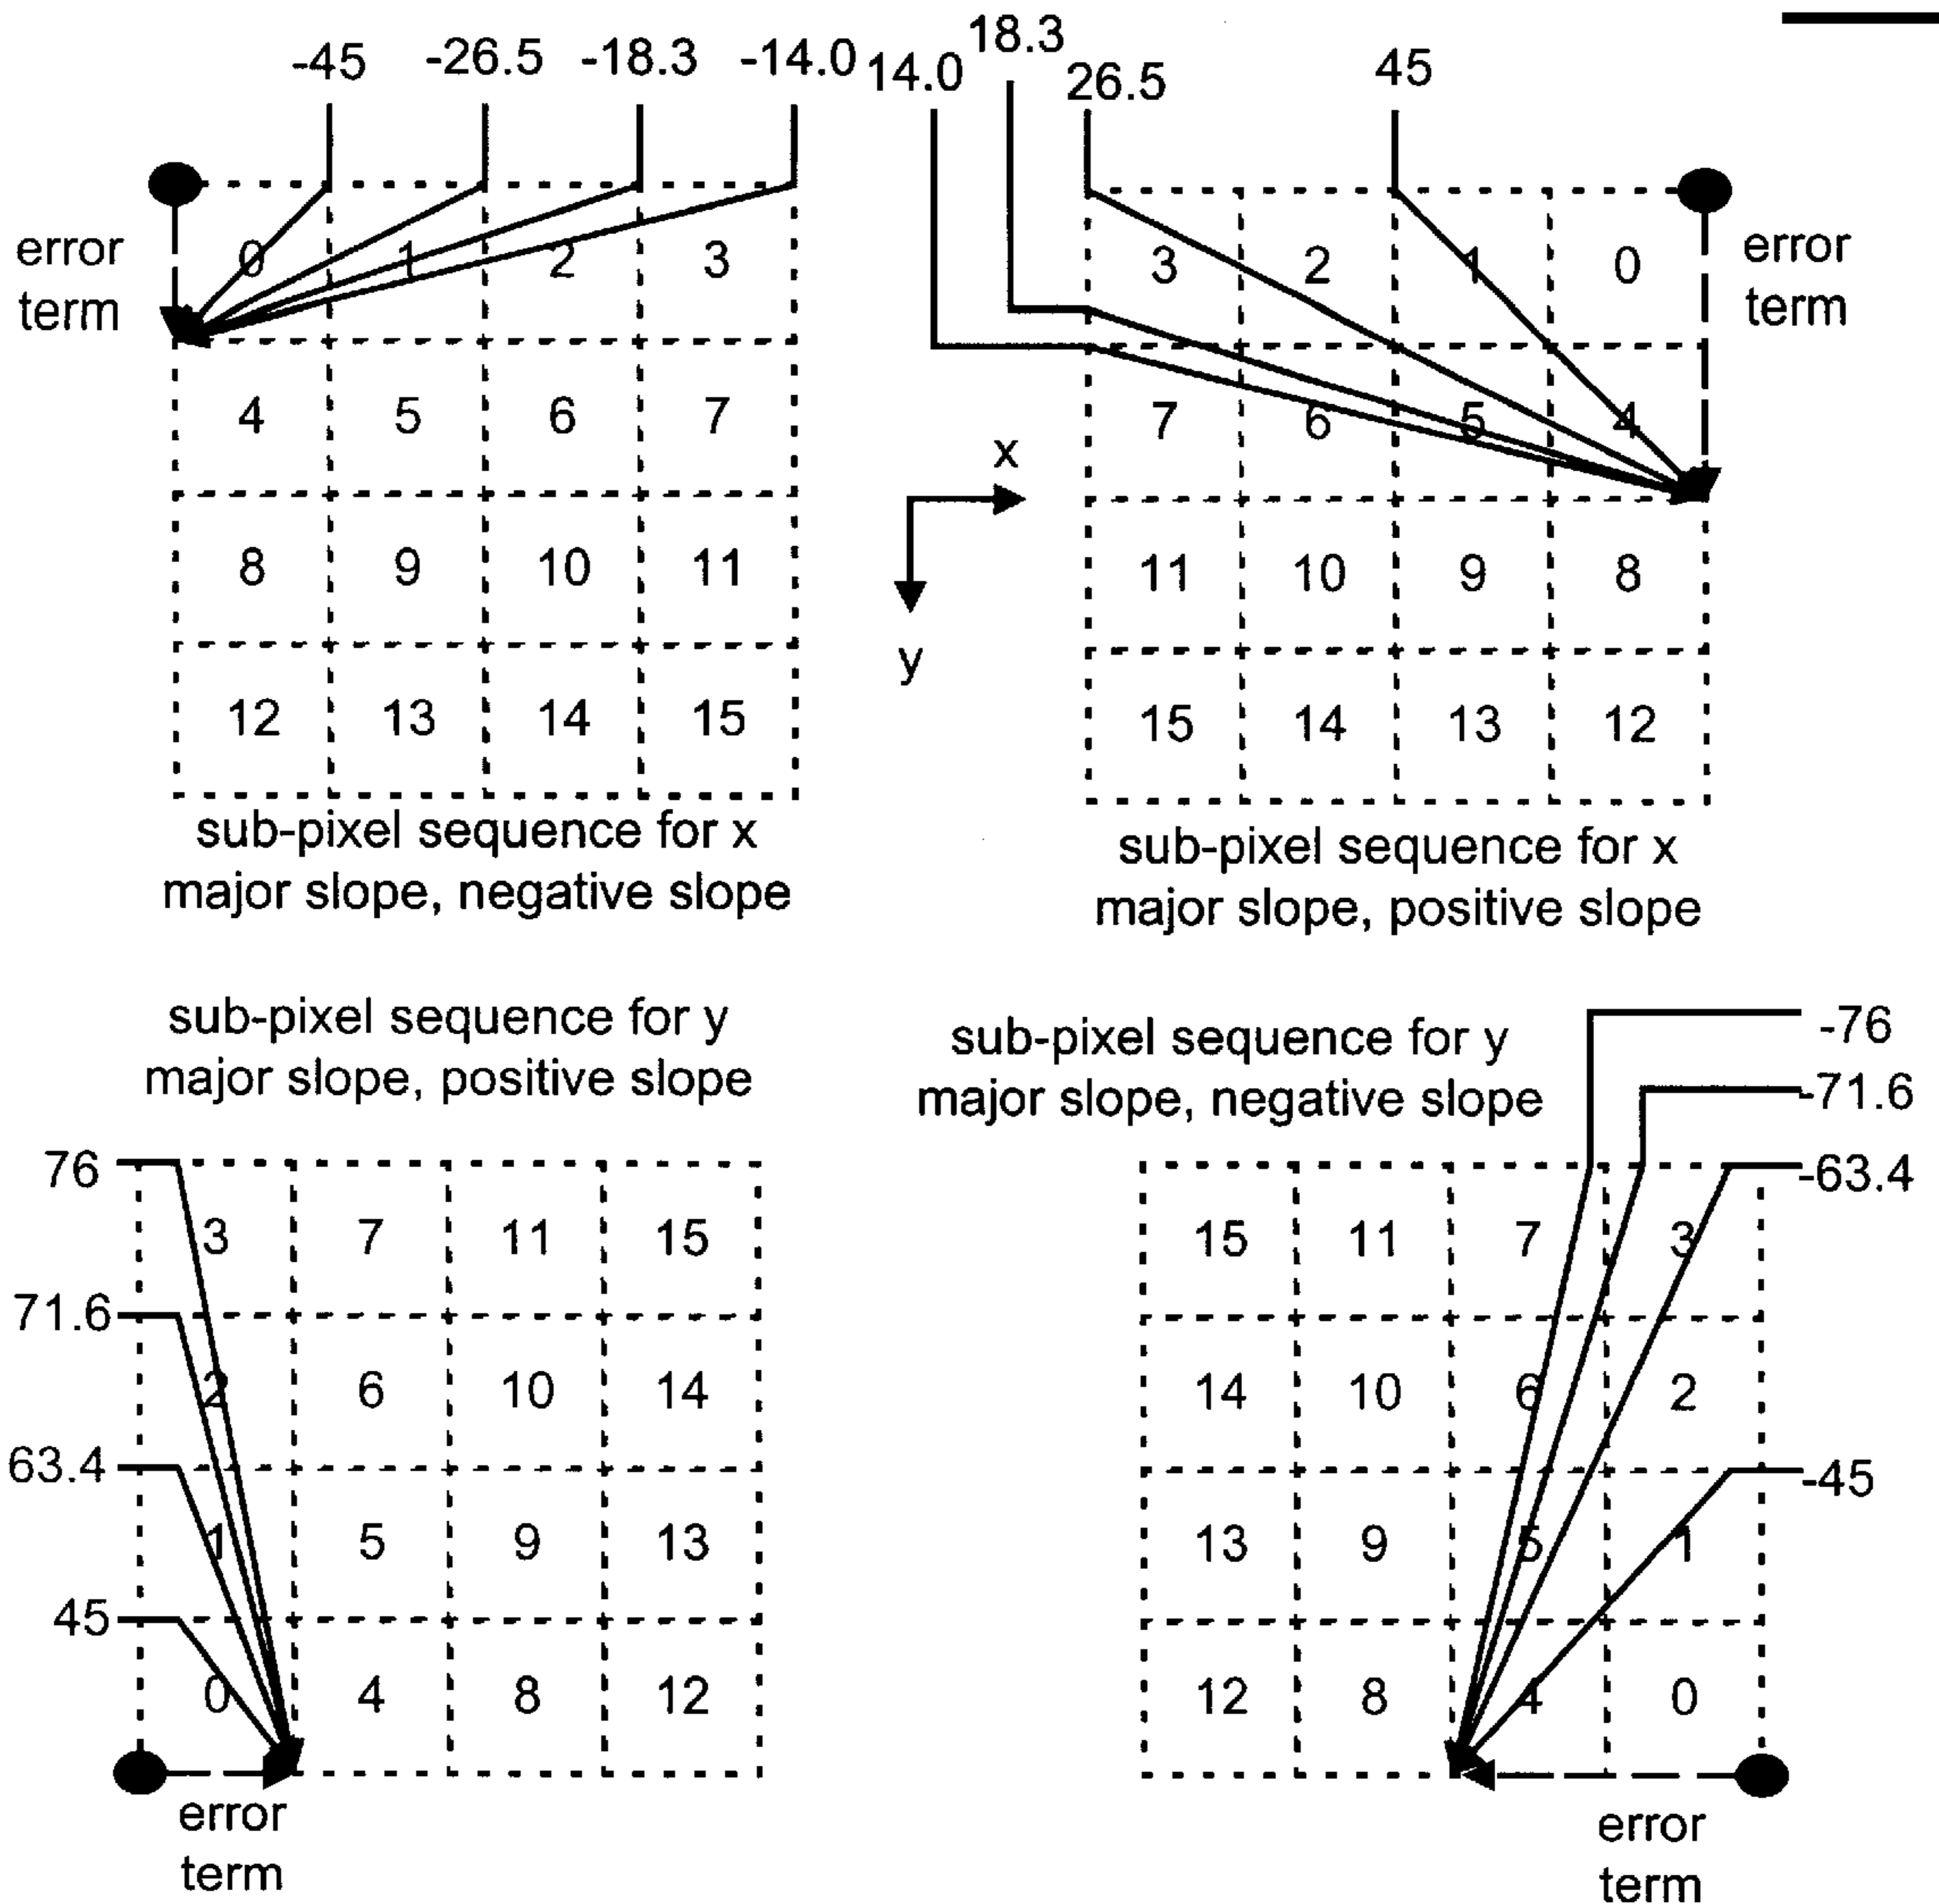 -45 -26.5 -18.3 -14.0
14.0 18.3 26.5 45
error
term
0 1 2 3
4 5 6 7
8 9 10 11
12 13 14 15
sub-pixel sequence for x
major slope, negative slope
x
y
3 2 1 0
7 6 5 4
11 10 9 8
15 14 13 12
error
term
sub-pixel sequence for x
major slope, positive slope
sub-pixel sequence for y
major slope, positive slope
76
71.6
63.4
45
3 7 11 15
2 6 10 14
1 5 9 13
0 4 8 12
error
term
sub-pixel sequence for y
major slope, negative slope
-76
-71.6
-63.4
-45
15 11 7 3
14 10 6 2
13 9 5 1
12 8 4 0
error
term